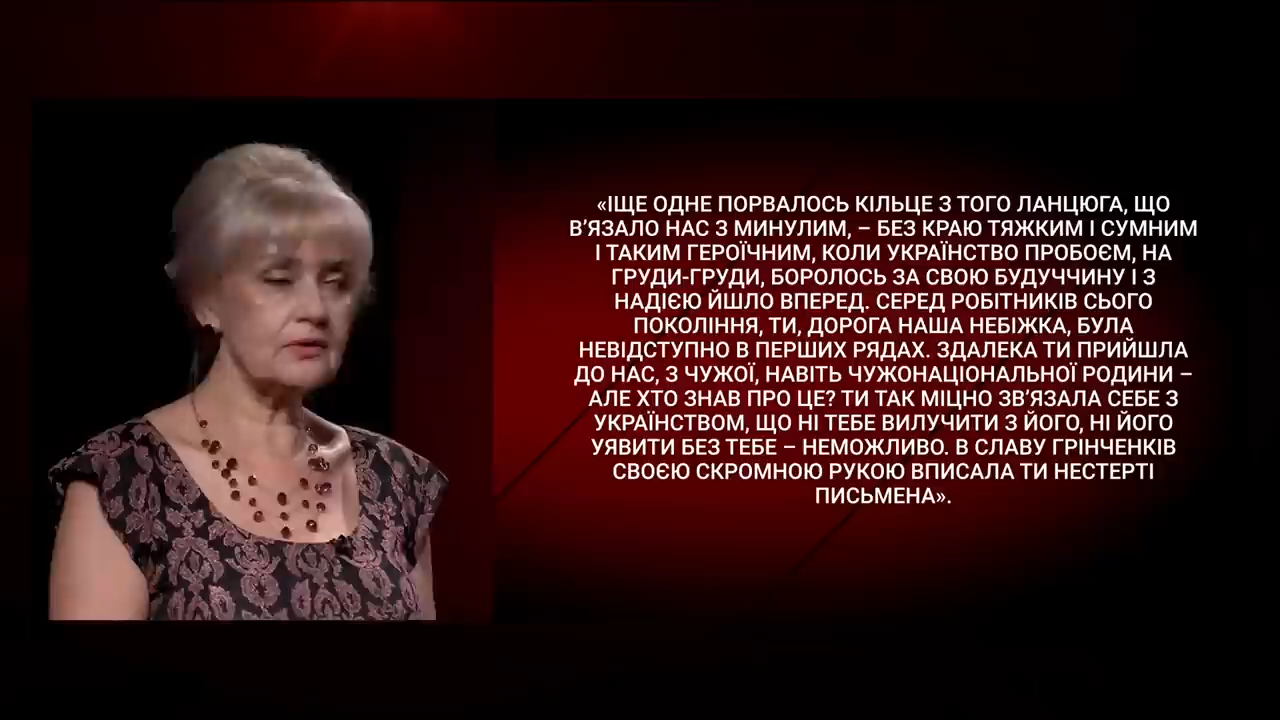 «ІЩЕ ОДНЕ ПОРВАЛОСЬ КІЛЬЦЕ З ТОГО ЛАНЦЮГА, ЩО
В’ЯЗАЛО НАС З МИНУЛИМ, – БЕЗ КРАЮ ТЯЖКИМ І СУМНИМ
І ТАКИМ ГЕРОЇЧНИМ, КОЛИ УКРАЇНСТВО ПРОБОЄМ, НА
ГРУДИ-ГРУДИ, БОРОЛОСЬ ЗА СВОЮ БУДУЧЧИНУ І З
НАДІЄЮ ЙШЛО ВПЕРЕД. СЕРЕД РОБІТНИКІВ СЬОГО
ПОКОЛІННЯ, ТИ, ДОРОГА НАША НЕБІЖКА, БУЛА
НЕВІДСТУПНО В ПЕРШИХ РЯДАХ. ЗДАЛЕКА ТИ ПРИЙШЛА
ДО НАС, З ЧУЖОЇ, НАВІТЬ ЧУЖОНАЦІОНАЛЬНОЇ РОДИНИ –
АЛЕ ХТО ЗНАВ ПРО ЦЕ? ТИ ТАК МІЦНО ЗВ’ЯЗАЛА СЕБЕ З
УКРАЇНСТВОМ, ЩО НІ ТЕБЕ ВИЛУЧИТИ З ЙОГО, НІ ЙОГО
УЯВИТИ БЕЗ ТЕБЕ – НЕМОЖЛИВО. В СЛАВУ ГРІНЧЕНКІВ
СВОЄЮ СКРОМНОЮ РУКОЮ ВПИСАЛА ТИ НЕСТЕРТІ
ПИСЬМЕНА».